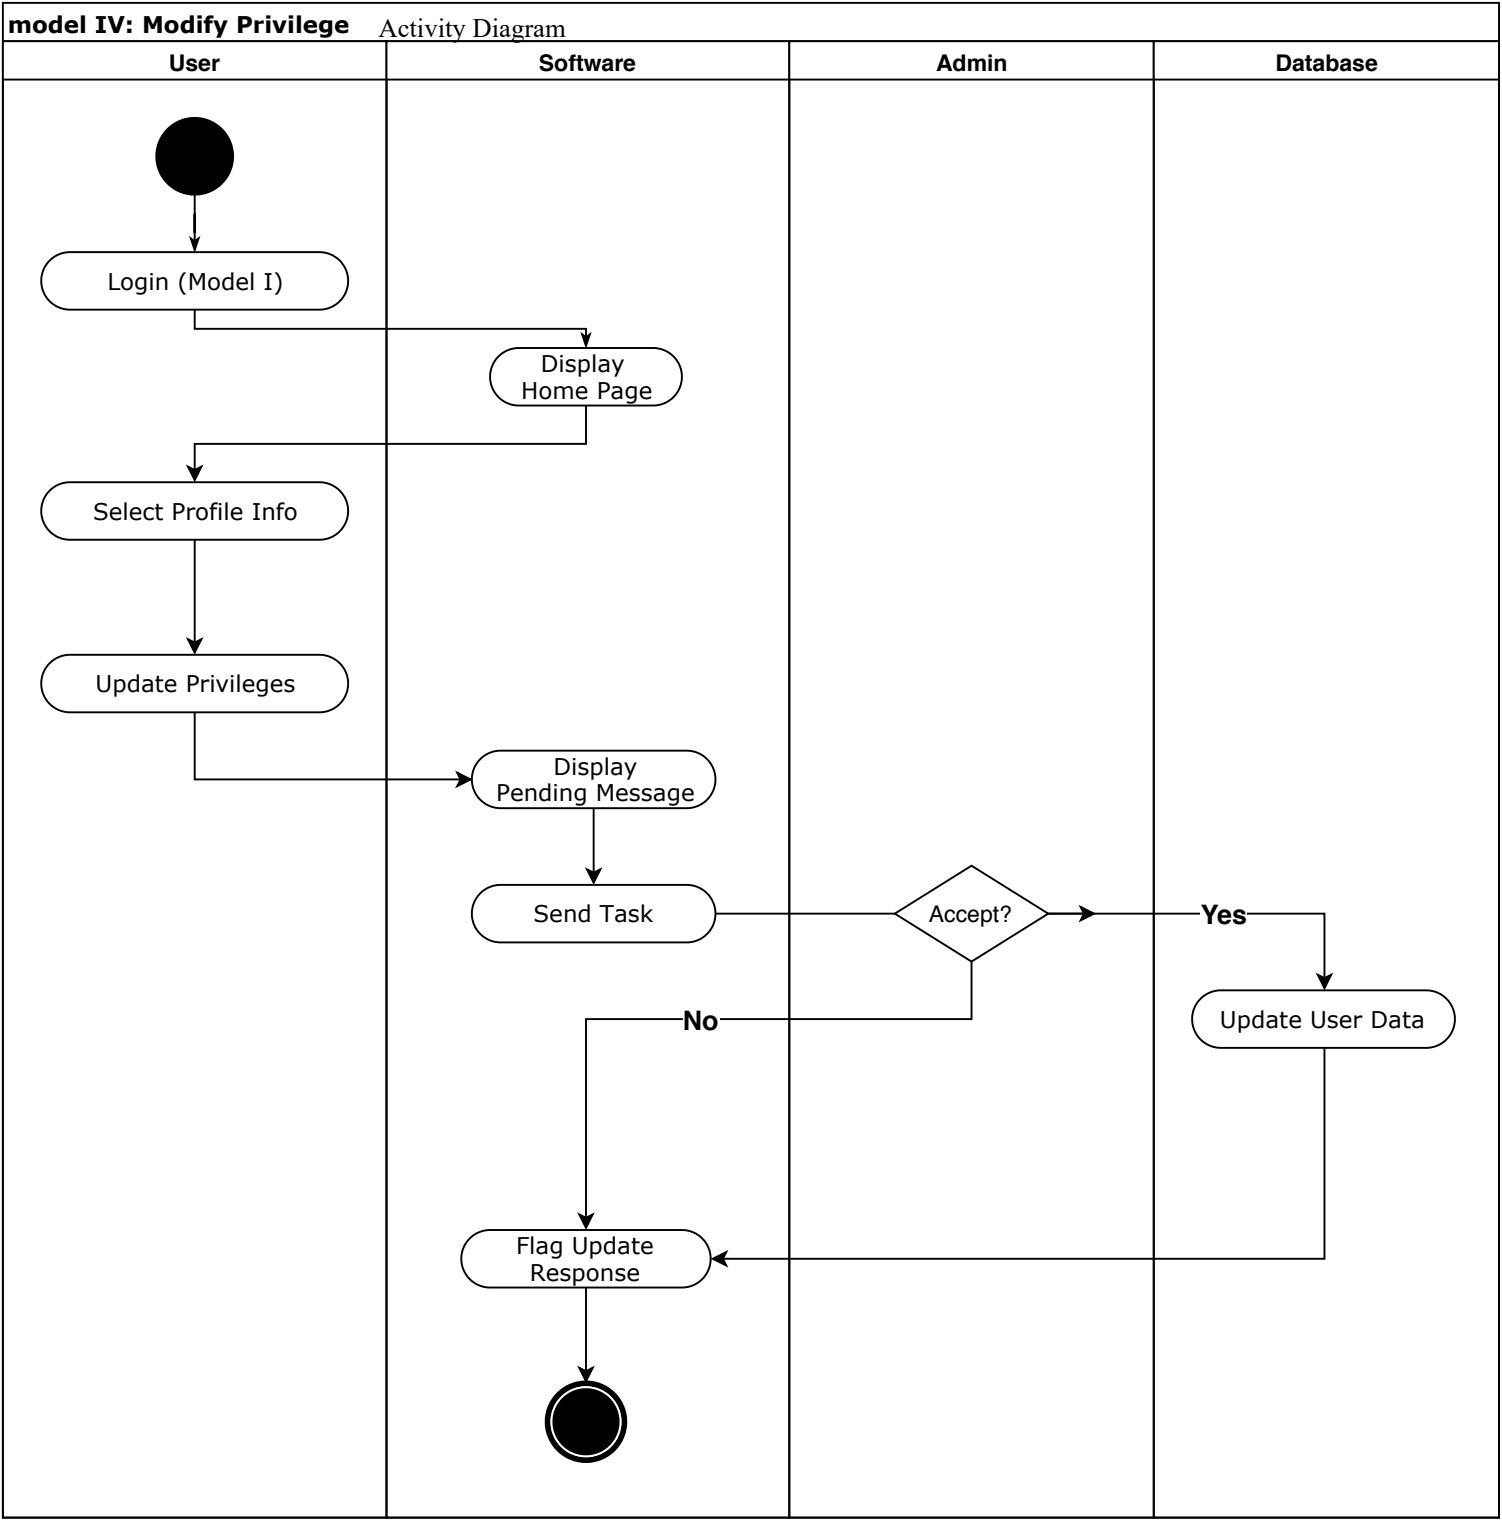 model IV: Modify Privilege Activity Diagram
User Software Admin Database
Login (Model I)
Display
Home Page
Select Profile Info
Update Privileges
Display
Pending Message
Send Task
Accept?
Yes
No
Update User Data
Flag Update
Response